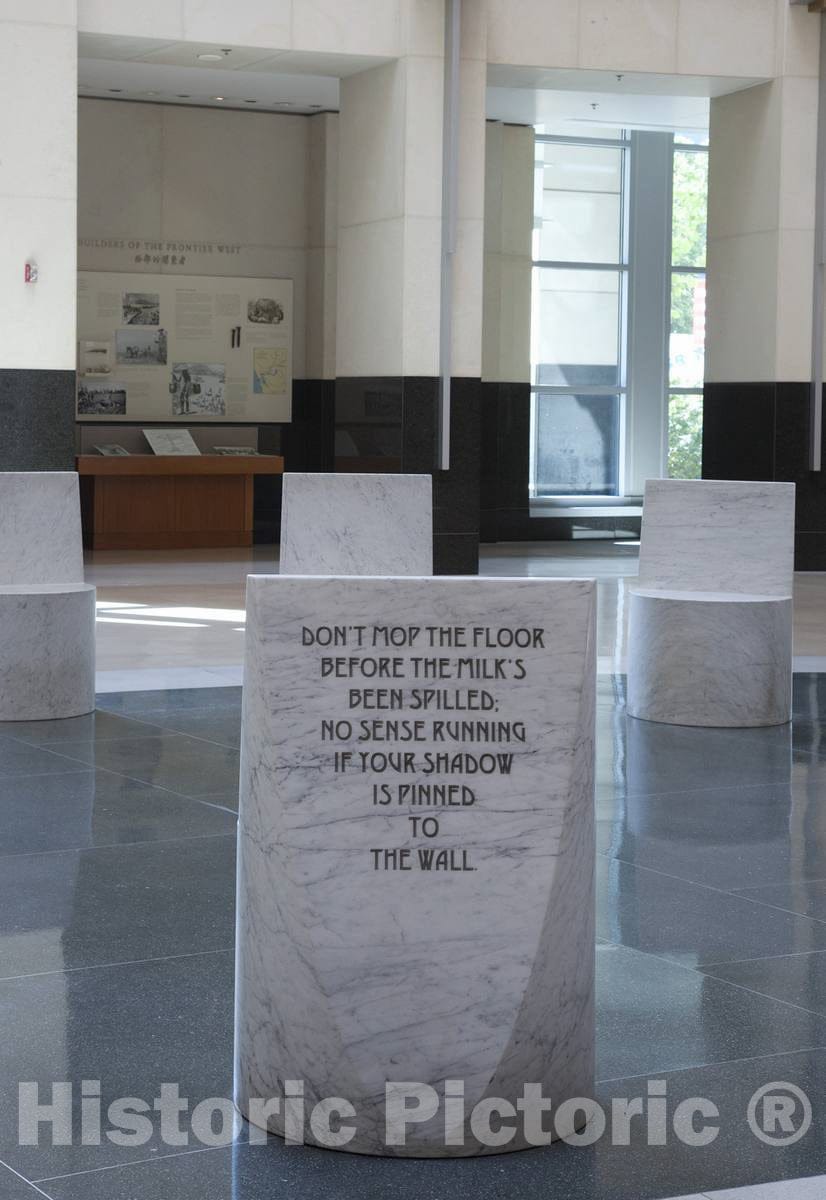 BUILDERS OF THE FRONTIER WEST
DON'T MOP THE FLOOR
BEFORE THE MILK'S
BEEN SPILLED;
NO SENSE RUNNING
IF YOUR SHADOW
IS PINNED
TO
THE WALL.
Historic Pictoric ®